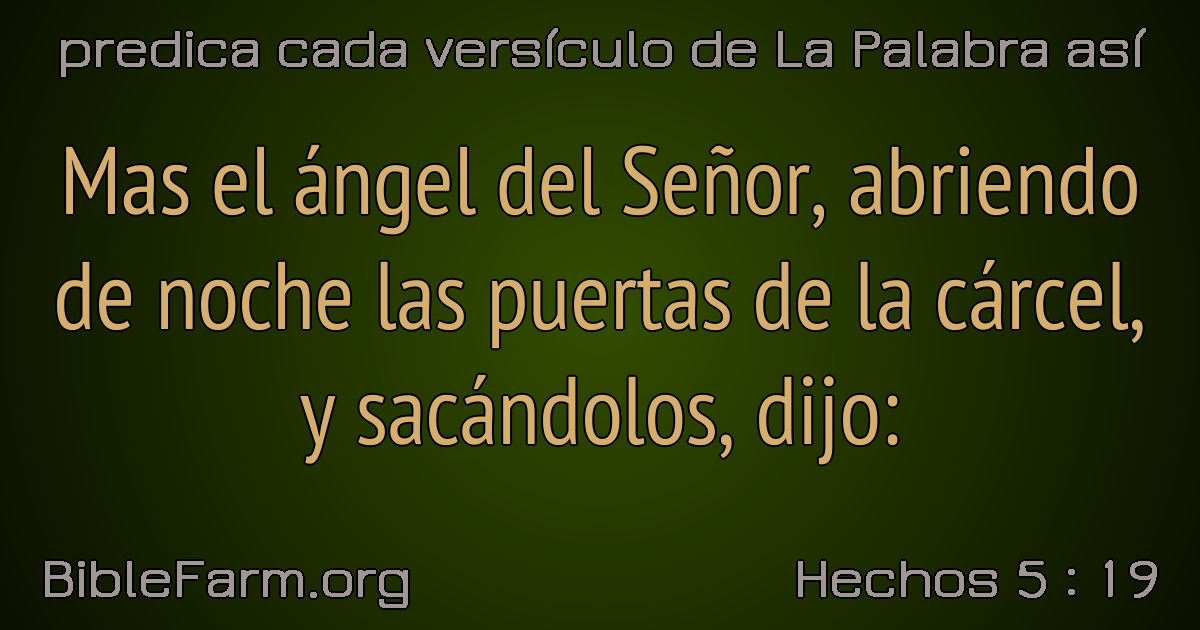 predica cada versículo de La Palabra así
Mas el ángel del Señor, abriendo
de noche las puertas de la cárcel,
y sacándolos, dijo:
BibleFarm.org
Hechos 5 : 19